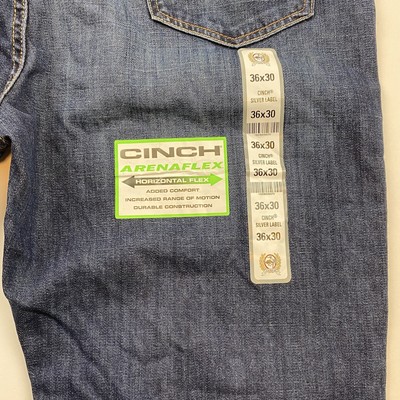 CINCH®
ARENAFLEX
HORIZONTAL FLEX
ADDED COMFORT
INCREASED RANGE OF MOTION
DURABLE CONSTRUCTION
36x30
CINCH®
SILVER LABEL
36x30
36x30
CINCH®
SILVER LABEL
36x30
36x30
CINCH®
SILVER LABEL
36x30